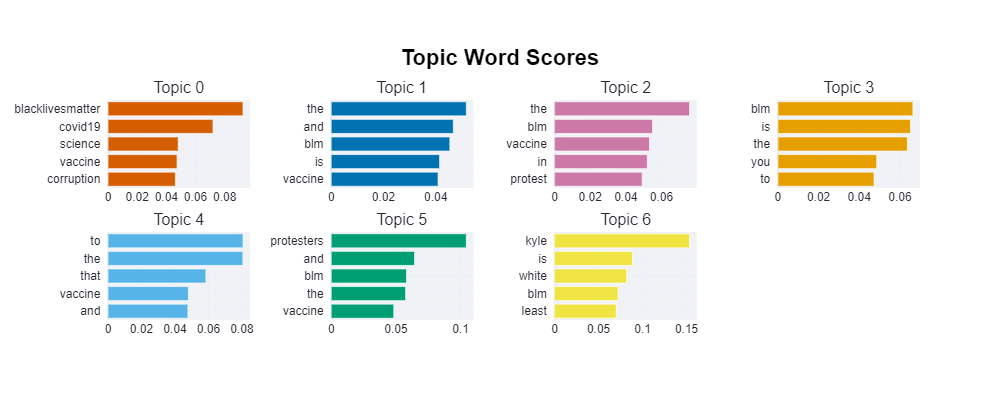 Topic Word Scores
Topic 0
blacklivesmatter
covid19
science
vaccine
corruption
0 0.02 0.04 0.06 0.08
Topic 1
the
and
blm
is
vaccine
0 0.02 0.04
Topic 2
the
blm
vaccine
in
protest
0 0.02 0.04 0.06
Topic 3
blm
is
the
you
to
0 0.02 0.04 0.06
Topic 4
to
the
that
vaccine
and
0 0.02 0.04 0.06 0.08
Topic 5
protesters
and
blm
the
vaccine
0 0.05 0.1
Topic 6
kyle
is
white
blm
least
0 0.05 0.1 0.15